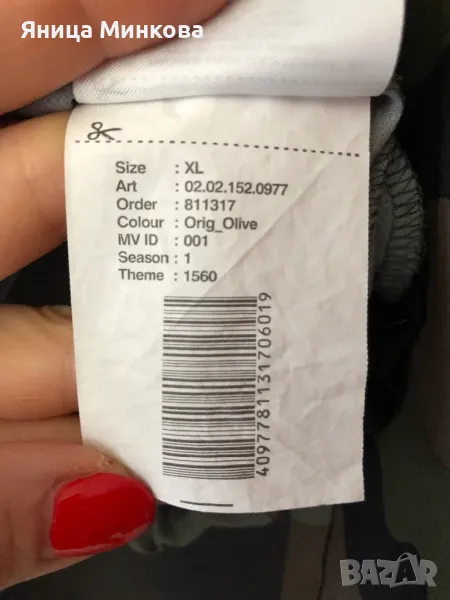 Яница Минкова
Size : XL
Art : 02.02.152.0977
Order : 811317
Colour : Orig_Olive
MV ID : 001
Season : 1
Theme : 1560
4097781131706019
BAZAR